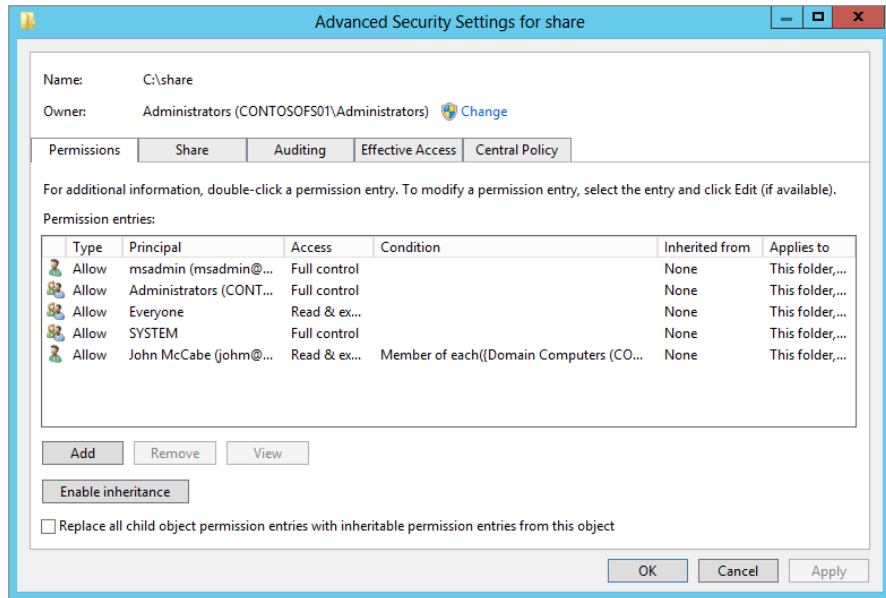 Advanced Security Settings for share
Name: C:\share
Owner: Administrators (CONTOSOFS01\Administrators) Change
Permissions Share Auditing Effective Access Central Policy
For additional information, double-click a permission entry. To modify a permission entry, select the entry and click Edit (if available).
Permission entries:
Type Principal Access Condition Inherited from Applies to
Allow msadmin (msadmin@... Full control None This folder,...
Allow Administrators (CONT... Full control None This folder,...
Allow Everyone Read & ex... None This folder,...
Allow SYSTEM Full control None This folder,...
Allow John McCabe (johm@... Read & ex... Member of each({Domain Computers (CO... None This folder,...
Add Remove View
Enable inheritance
Replace all child object permission entries with inheritable permission entries from this object
OK Cancel Apply